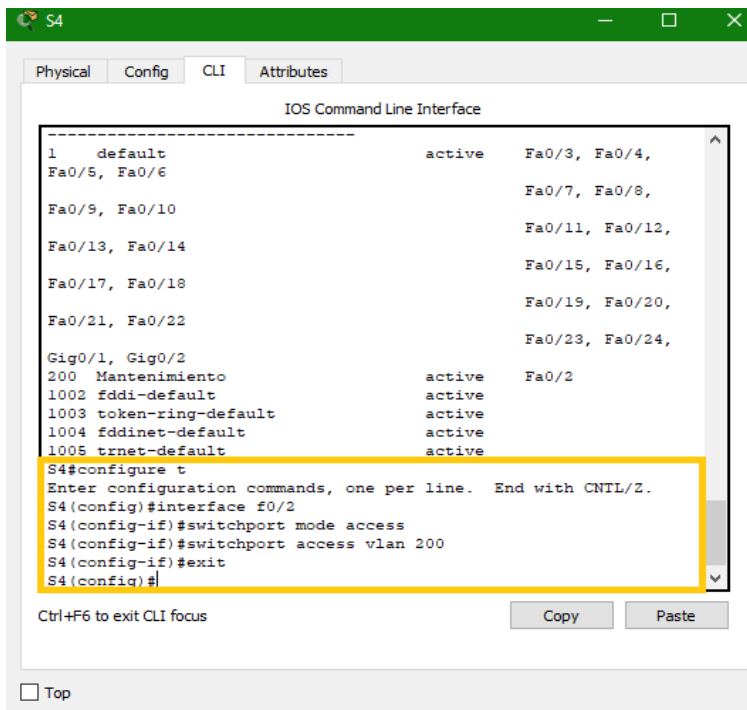 S4
Physical Config CLI Attributes
IOS Command Line Interface
-------------------------------
1 default active Fa0/3, Fa0/4,
Fa0/5, Fa0/6
Fa0/7, Fa0/8,
Fa0/9, Fa0/10
Fa0/11, Fa0/12,
Fa0/13, Fa0/14
Fa0/15, Fa0/16,
Fa0/17, Fa0/18
Fa0/19, Fa0/20,
Fa0/21, Fa0/22
Fa0/23, Fa0/24,
Gig0/1, Gig0/2
200 Mantenimiento active Fa0/2
1002 fddi-default active
1003 token-ring-default active
1004 fddinet-default active
1005 trnet-default active
S4#configure t
Enter configuration commands, one per line. End with CNTL/Z.
S4(config)#interface f0/2
S4(config-if)#switchport mode access
S4(config-if)#switchport access vlan 200
S4(config-if)#exit
S4(config)#
Ctrl+F6 to exit CLI focus
Copy Paste
Top